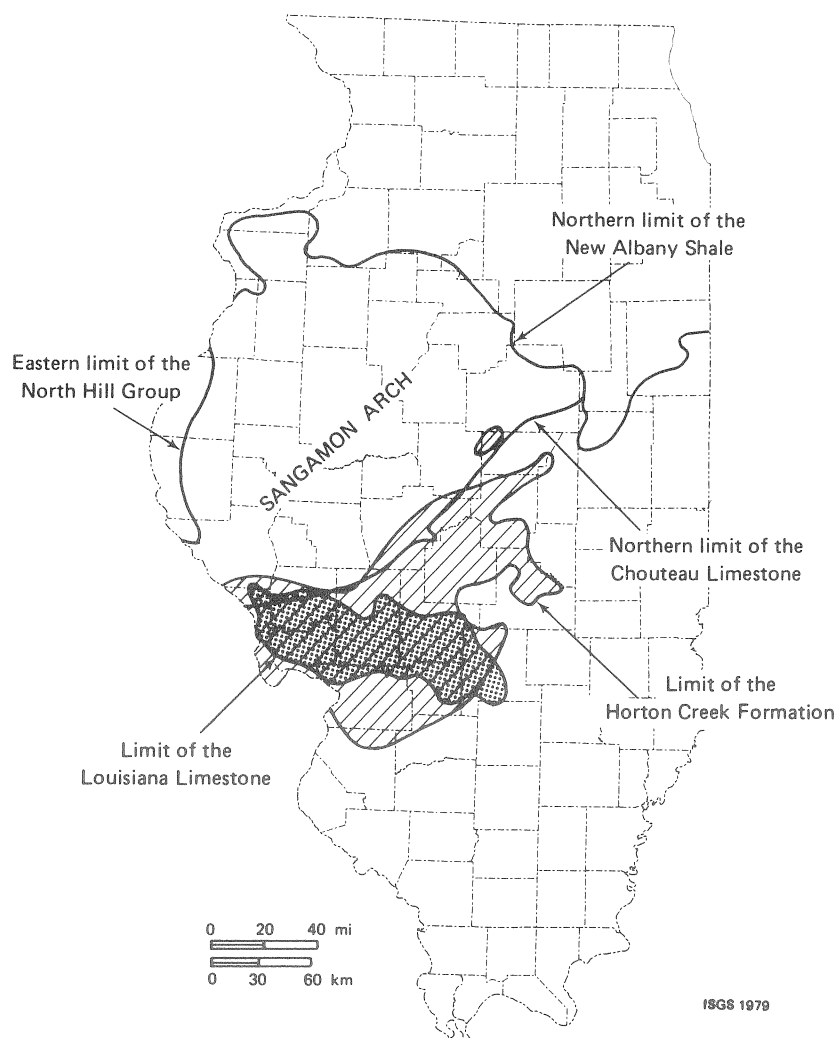 Northern limit of the
New Albany Shale
Eastern limit of the
North Hill Group
SANGAMON ARCH
Northern limit of the
Chouteau Limestone
Limit of the
Horton Creek Formation
Limit of the
Louisiana Limestone
0 20 40 mi
0 30 60 km
ISGS 1979